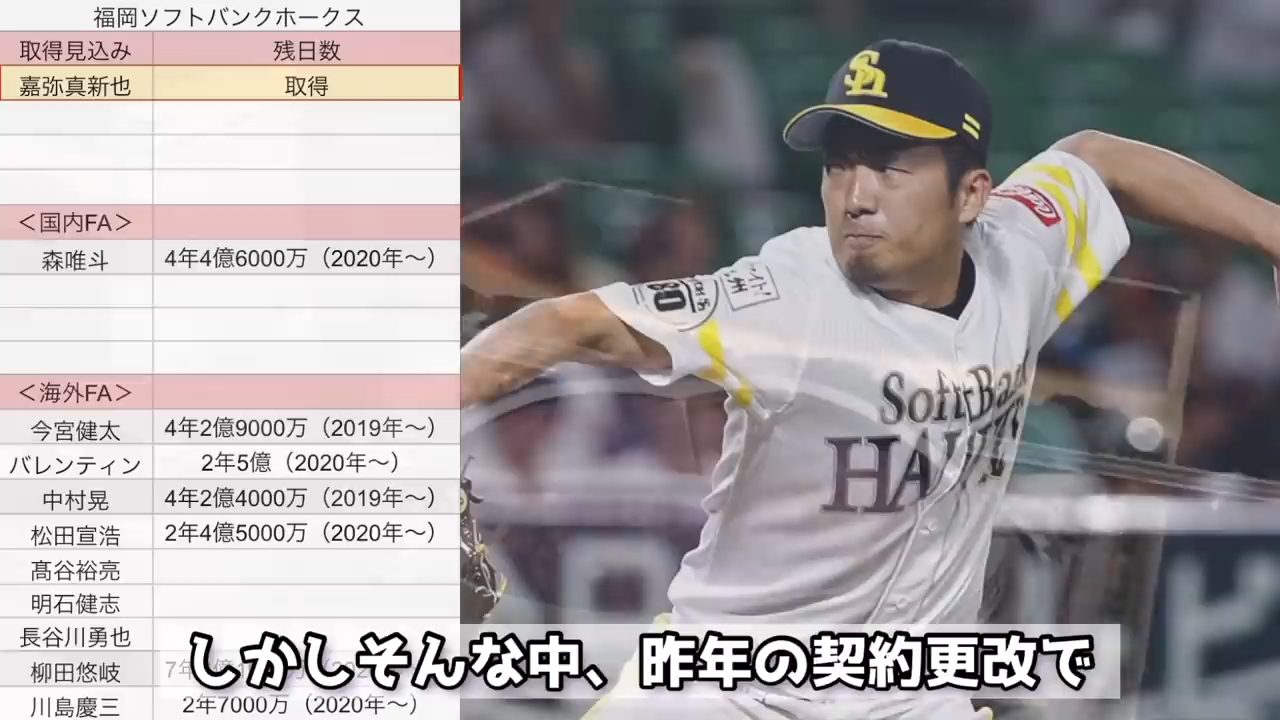 福岡ソフトバンクホークス
取得見込み 残日数
嘉弥真新也 取得
＜国内FA＞
森唯斗 4年4億6000万（2020年〜）
＜海外FA＞
今宮健太 4年2億9000万（2019年〜）
バレンティン 2年5億（2020年〜）
中村晃 4年2億4000万（2019年〜）
松田宣浩 2年4億5000万（2020年〜）
髙谷裕亮
明石健志
長谷川勇也
柳田悠岐 7年
川島慶三 2年7000万（2020年〜）
Sh
80
SoftBank
HAWKS
しかしそんな中、昨年の契約更改で